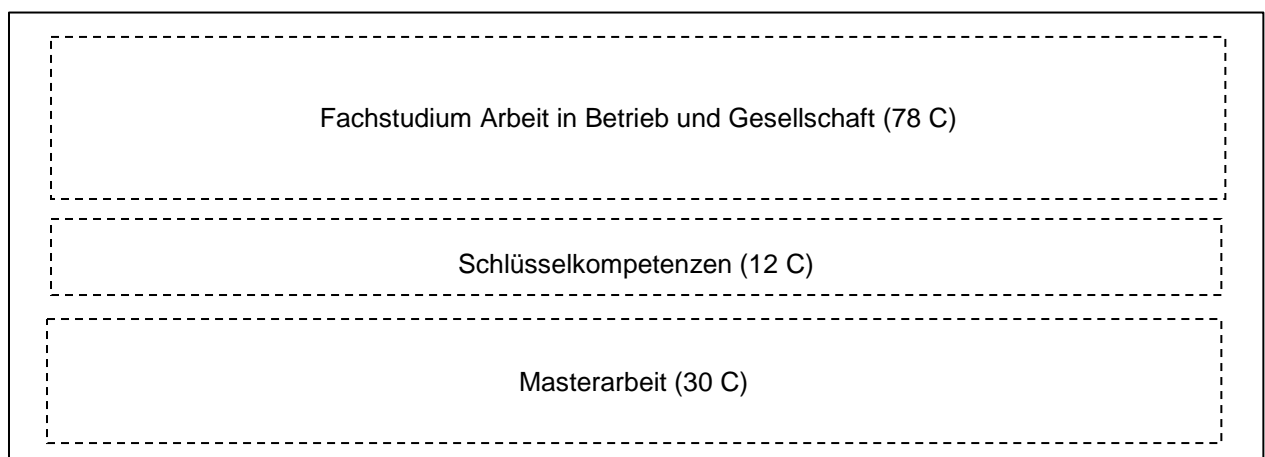 Fachstudium Arbeit in Betrieb und Gesellschaft (78 C)
Schlüsselkompetenzen (12 C)
Masterarbeit (30 C)